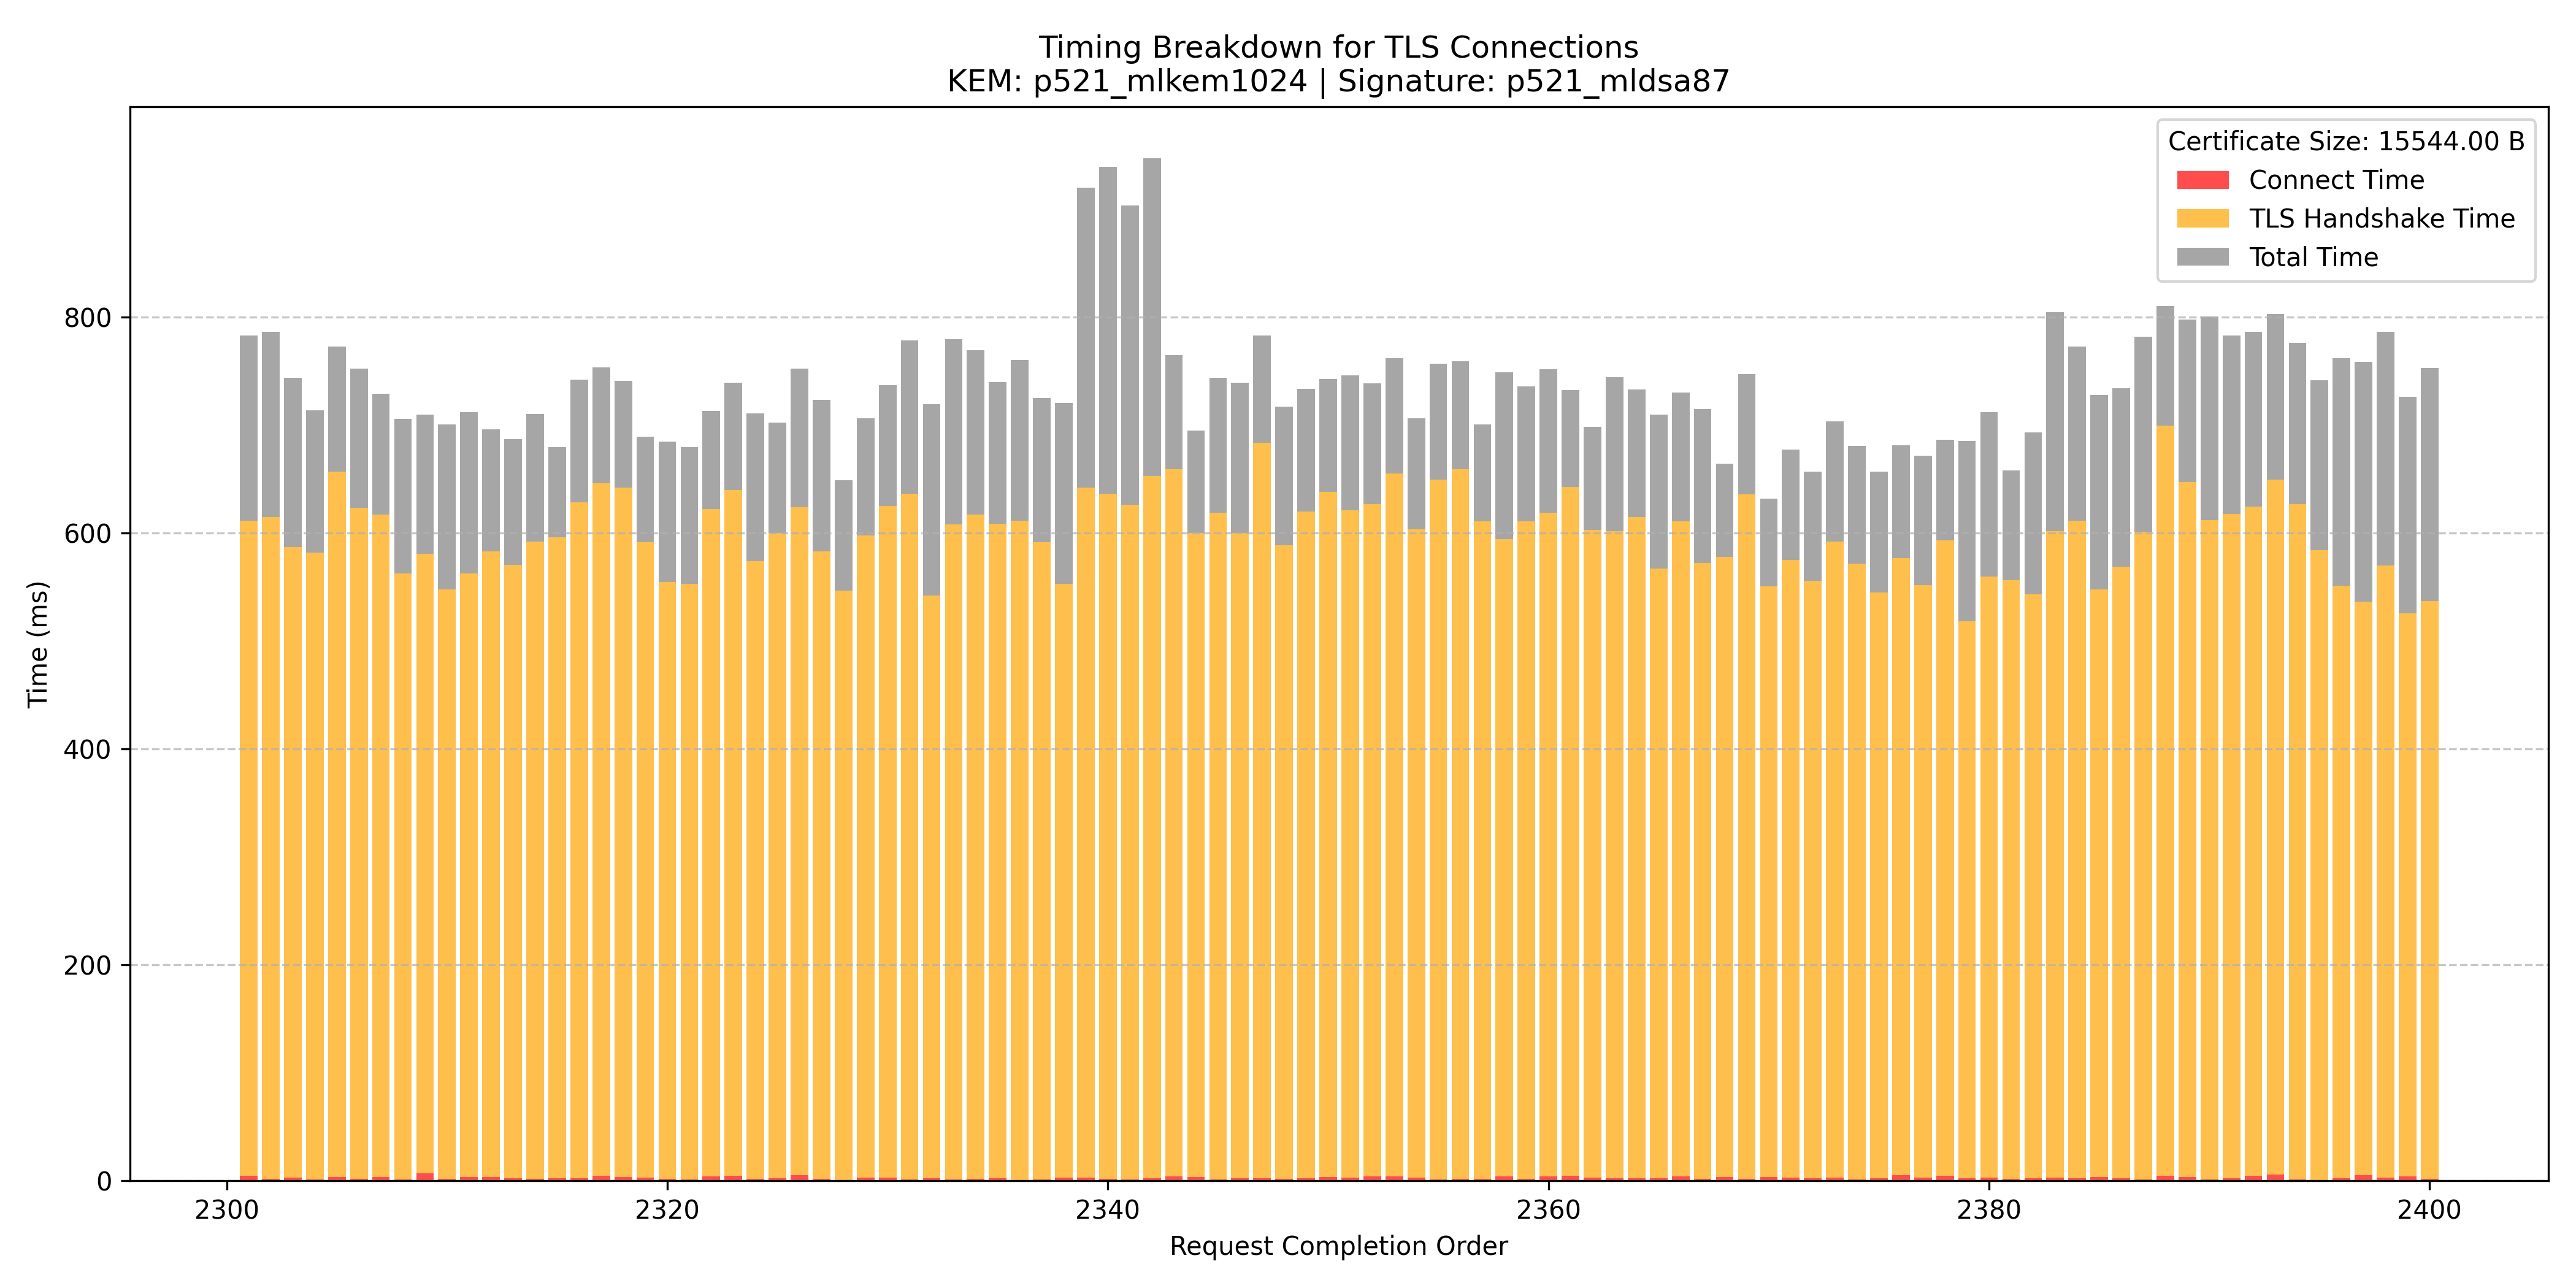 Timing Breakdown for TLS Connections
KEM: p521_mlkem1024 | Signature: p521_mldsa87
Certificate Size: 15544.00 B
Connect Time
TLS Handshake Time
Total Time
Time (ms)
800
600
400
200
0
2300
2320
2340
2360
2380
2400
Request Completion Order